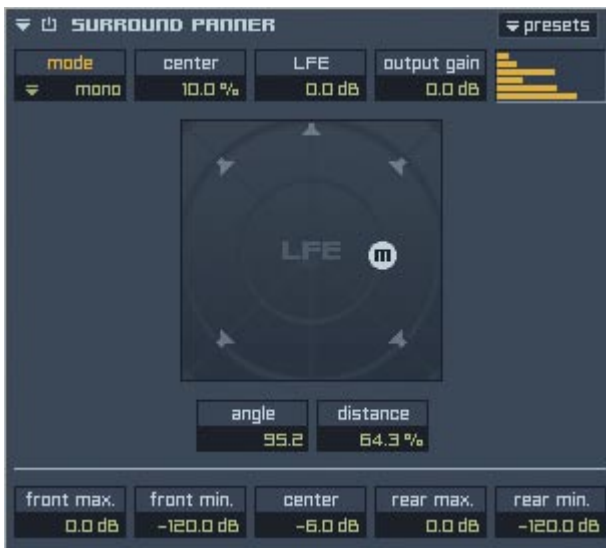 SURROUND PANNER
presets
mode center LFE output gain
mono 10.0 % 0.0 dB 0.0 dB
LFE
m
angle distance
95.2 64.3 %
front max. front min. center rear max. rear min.
0.0 dB -120.0 dB -6.0 dB 0.0 dB -120.0 dB